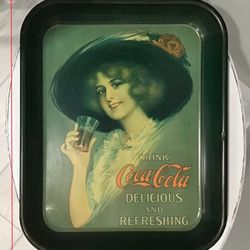 DRINK
Coca-Cola
DELICIOUS
AND
REFRESHING